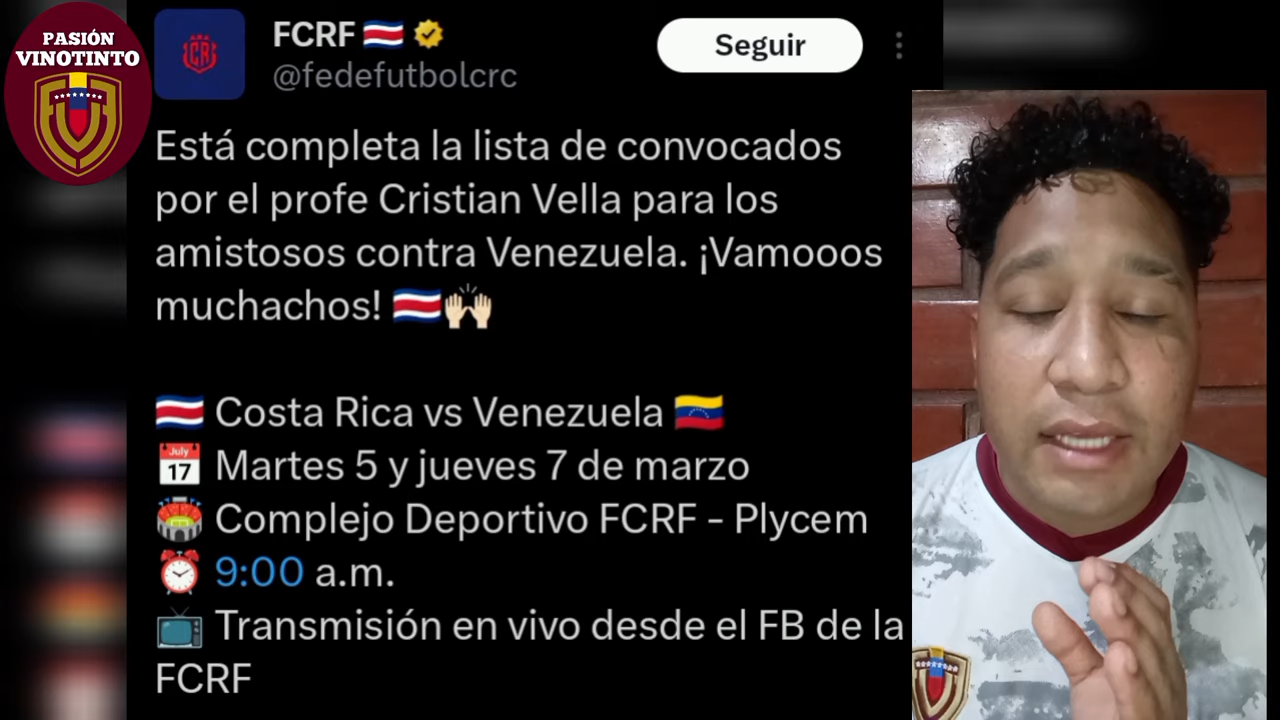 PASIÓN
VINOTINTO
FCRF
@fedefutbolcrc
Seguir
Está completa la lista de convocados
por el profe Cristian Vella para los
amistosos contra Venezuela. ¡Vamooos
muchachos! 🇨🇷🙌🏻
🇨🇷 Costa Rica vs Venezuela 🇻🇪
📅 Martes 5 y jueves 7 de marzo
🏟 Complejo Deportivo FCRF - Plycem
⏰ 9:00 a.m.
📺 Transmisión en vivo desde el FB de la
FCRF